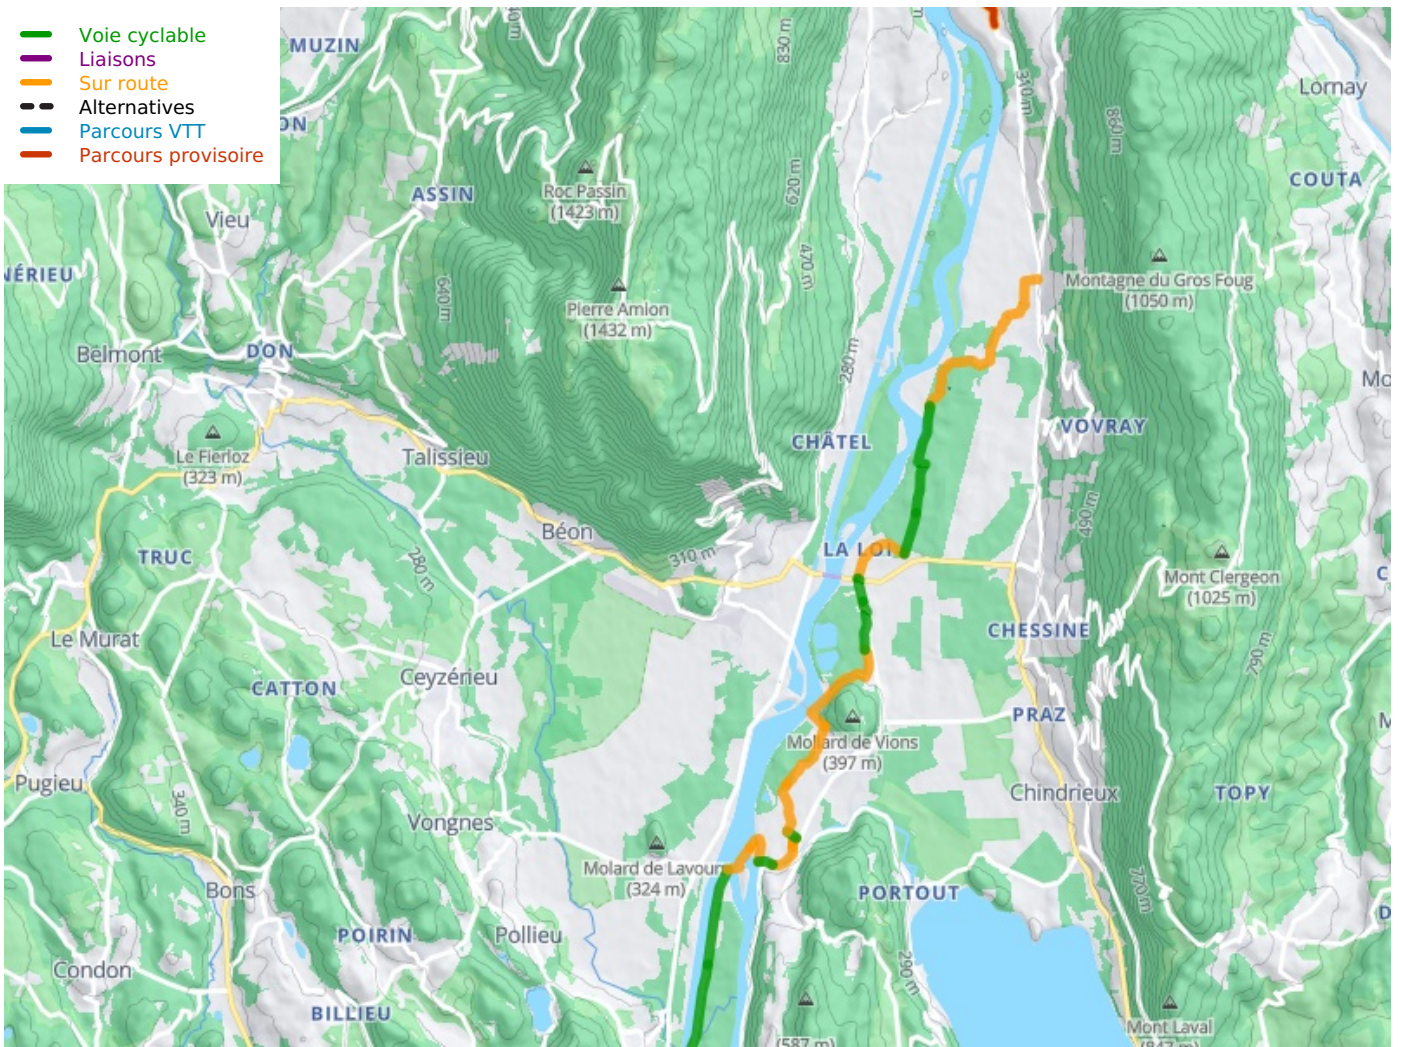 Voie cyclable
Liaisons
Sur route
Alternatives
Parcours VTT
Parcours provisoire
MUZIN
830 m
310 m
Lornay
860 m
ASSIN
Roc Passin
(1423 m)
620 m
COUTA
Vieu
NÉRIEU
470 m
640 m
Montagne du Gros Foug
(1050 m)
Pierre Amion
(1432 m)
Belmont
DON
280 m
VOVRAY
CHÂTEL
Le Fierloz
(323 m)
Talissieu
490 m
Béon
LA LOI
310 m
TRUC
280 m
Mont Clergeon
(1025 m)
Le Murat
CHESSINE
790 m
Ceyzérieu
CATTON
PRAZ
Mollard de Vions
(397 m)
Pugieu
340 m
Chindrieux
TOPY
Vongnes
Molard de Lavours
(324 m)
Bons
770 m
PORTOUT
POIRIN
Pollieu
Condon
290 m
BILLIEU
Mont Laval
(847 m)
(587 m)